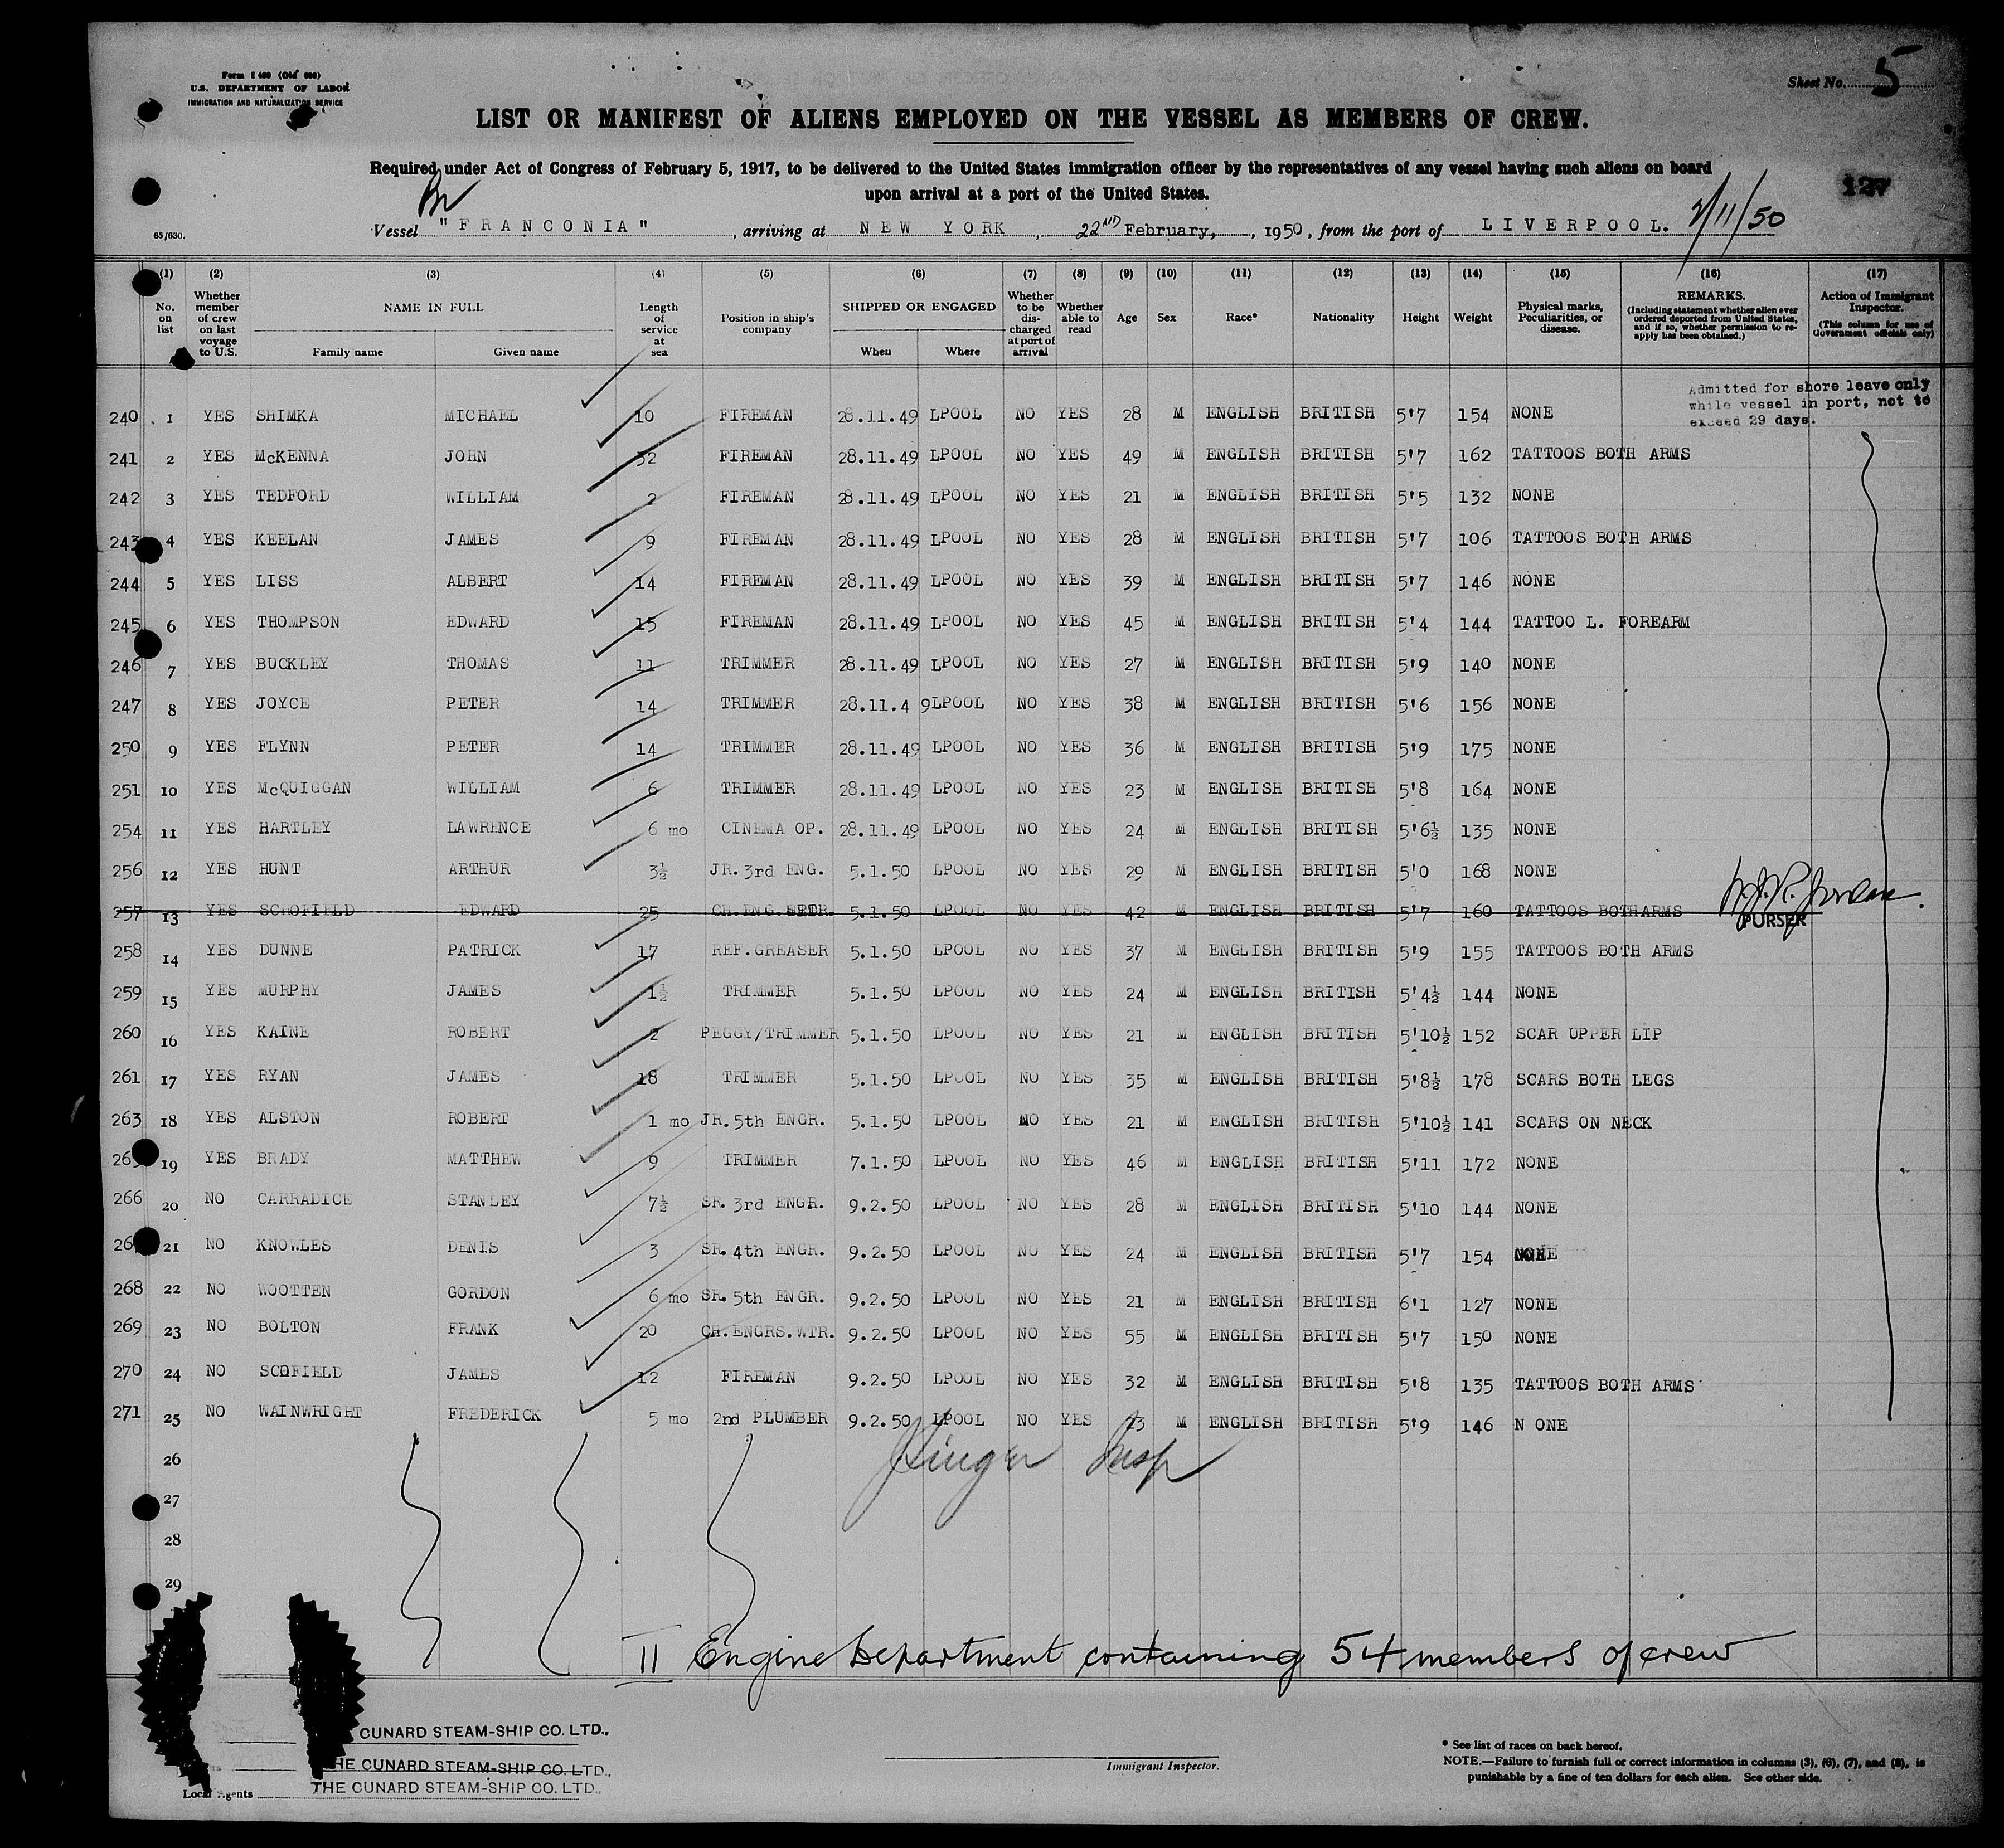 Form I 489 (Old 688)
U.S. DEPARTMENT OF LABOR
IMMIGRATION AND NATURALIZATION SERVICE
Sheet No. 5
LIST OR MANIFEST OF ALIENS EMPLOYED ON THE VESSEL AS MEMBERS OF CREW.
Required under Act of Congress of February 5, 1917, to be delivered to the United States immigration officer by the representatives of any vessel having such aliens on board
upon arrival at a port of the United States.
127
Br
65/630.
Vessel "FRANCONIA", arriving at NEW YORK, 22ND February, 1950, from the port of LIVERPOOL. 2/11/50
(1) (2) (3) (4) (5) (6) (7) (8) (9) (10) (11) (12) (13) (14) (15) (16) (17)
No. on list
Whether member of crew on last voyage to U.S.
NAME IN FULL
Family name Given name
Length of service at sea
Position in ship's company
SHIPPED OR ENGAGED
When Where
Whether to be discharged at port of arrival
Whether able to read
Age
Sex
Race*
Nationality
Height
Weight
Physical marks, Peculiarities, or disease.
REMARKS.
(Including statement whether alien ever ordered deported from United States, and if so, whether permission to re-apply has been obtained.)
Action of Immigrant Inspector.
(This column for use of Government officials only)
Admitted for shore leave only
while vessel in port, not to
exceed 29 days.
240 1 YES SHIMKA MICHAEL 10 FIREMAN 28.11.49 LPOOL NO YES 28 M ENGLISH BRITISH 5'7 154 NONE
241 2 YES McKENNA JOHN 32 FIREMAN 28.11.49 LPOOL NO YES 49 M ENGLISH BRITISH 5'7 162 TATTOOS BOTH ARMS
242 3 YES TEDFORD WILLIAM 2 FIREMAN 28.11.49 LPOOL NO YES 21 M ENGLISH BRITISH 5'5 132 NONE
243 4 YES KEELAN JAMES 9 FIREMAN 28.11.49 LPOOL NO YES 28 M ENGLISH BRITISH 5'7 106 TATTOOS BOTH ARMS
244 5 YES LISS ALBERT 14 FIREMAN 28.11.49 LPOOL NO YES 39 M ENGLISH BRITISH 5'7 146 NONE
245 6 YES THOMPSON EDWARD 15 FIREMAN 28.11.49 LPOOL NO YES 45 M ENGLISH BRITISH 5'4 144 TATTOO L. FOREARM
246 7 YES BUCKLEY THOMAS 11 TRIMMER 28.11.49 LPOOL NO YES 27 M ENGLISH BRITISH 5'9 140 NONE
247 8 YES JOYCE PETER 14 TRIMMER 28.11.4 9LPOOL NO YES 38 M ENGLISH BRITISH 5'6 156 NONE
250 9 YES FLYNN PETER 14 TRIMMER 28.11.49 LPOOL NO YES 36 M ENGLISH BRITISH 5'9 175 NONE
251 10 YES McQUIGGAN WILLIAM 6 TRIMMER 28.11.49 LPOOL NO YES 23 M ENGLISH BRITISH 5'8 164 NONE
254 11 YES HARTLEY LAWRENCE 6 mo CINEMA OP. 28.11.49 LPOOL NO YES 24 M ENGLISH BRITISH 5'6½ 135 NONE
256 12 YES HUNT ARTHUR 3½ JR.3rd ENG. 5.1.50 LPOOL NO YES 29 M ENGLISH BRITISH 5'0 168 NONE
257 13 YES SCHOFIELD EDWARD 25 CH.ENG. 5.1.50 LPOOL NO YES 42 M ENGLISH BRITISH 5'7 160 TATTOOS BOTH ARMS
PURSER
258 14 YES DUNNE PATRICK 17 REF.GREASER 5.1.50 LPOOL NO YES 37 M ENGLISH BRITISH 5'9 155 TATTOOS BOTH ARMS
259 15 YES MURPHY JAMES 1½ TRIMMER 5.1.50 LPOOL NO YES 24 M ENGLISH BRITISH 5'4½ 144 NONE
260 16 YES KAINE ROBERT 2 PEGGY/TRIMMER 5.1.50 LPOOL NO YES 21 M ENGLISH BRITISH 5'10½ 152 SCAR UPPER LIP
261 17 YES RYAN JAMES 18 TRIMMER 5.1.50 LPOOL NO YES 35 M ENGLISH BRITISH 5'8½ 178 SCARS BOTH LEGS
263 18 YES ALSTON ROBERT 1 mo JR.5th ENGR. 5.1.50 LPOOL NO YES 21 M ENGLISH BRITISH 5'10½ 141 SCARS ON NECK
19 YES BRADY MATTHEW 9 TRIMMER 7.1.50 LPOOL NO YES 46 M ENGLISH BRITISH 5'11 172 NONE
266 20 NO CARRADICE STANLEY 7½ SR. 3rd ENGR. 9.2.50 LPOOL NO YES 28 M ENGLISH BRITISH 5'10 144 NONE
21 NO KNOWLES DENIS 3 SR. 4th ENGR. 9.2.50 LPOOL NO YES 24 M ENGLISH BRITISH 5'7 154 NONE
268 22 NO WOOTTEN GORDON 6 mo SR. 5th ENGR. 9.2.50 LPOOL NO YES 21 M ENGLISH BRITISH 6'1 127 NONE
269 23 NO BOLTON FRANK 20 CH.ENGRS.WTR. 9.2.50 LPOOL NO YES 55 M ENGLISH BRITISH 5'7 150 NONE
270 24 NO SCOFIELD JAMES 12 FIREMAN 9.2.50 LPOOL NO YES 32 M ENGLISH BRITISH 5'8 135 TATTOOS BOTH ARMS
271 25 NO WAINWRIGHT FREDERICK 5 mo 2nd PLUMBER 9.2.50 LPOOL NO YES 23 M ENGLISH BRITISH 5'9 146 N ONE
26
27
28
29
II Engine Department containing 54 members of crew
CUNARD STEAM-SHIP CO. LTD.,
THE CUNARD STEAM-SHIP CO. LTD.,
THE CUNARD STEAM-SHIP CO. LTD.,
Local Agents
Immigrant Inspector.
* See list of races on back hereof.
NOTE.—Failure to furnish full or correct information in columns (3), (6), (7), and (8), is
punishable by a fine of ten dollars for each alien. See other side.